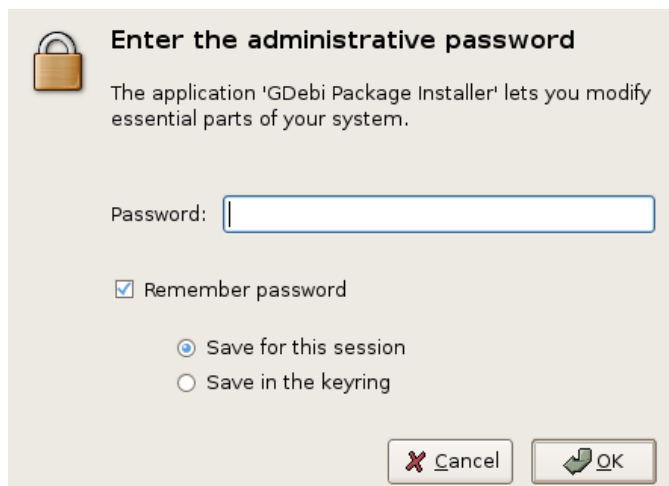 Enter the administrative password
The application 'GDebi Package Installer' lets you modify
essential parts of your system.
Password:
Remember password
Save for this session
Save in the keyring
Cancel
OK